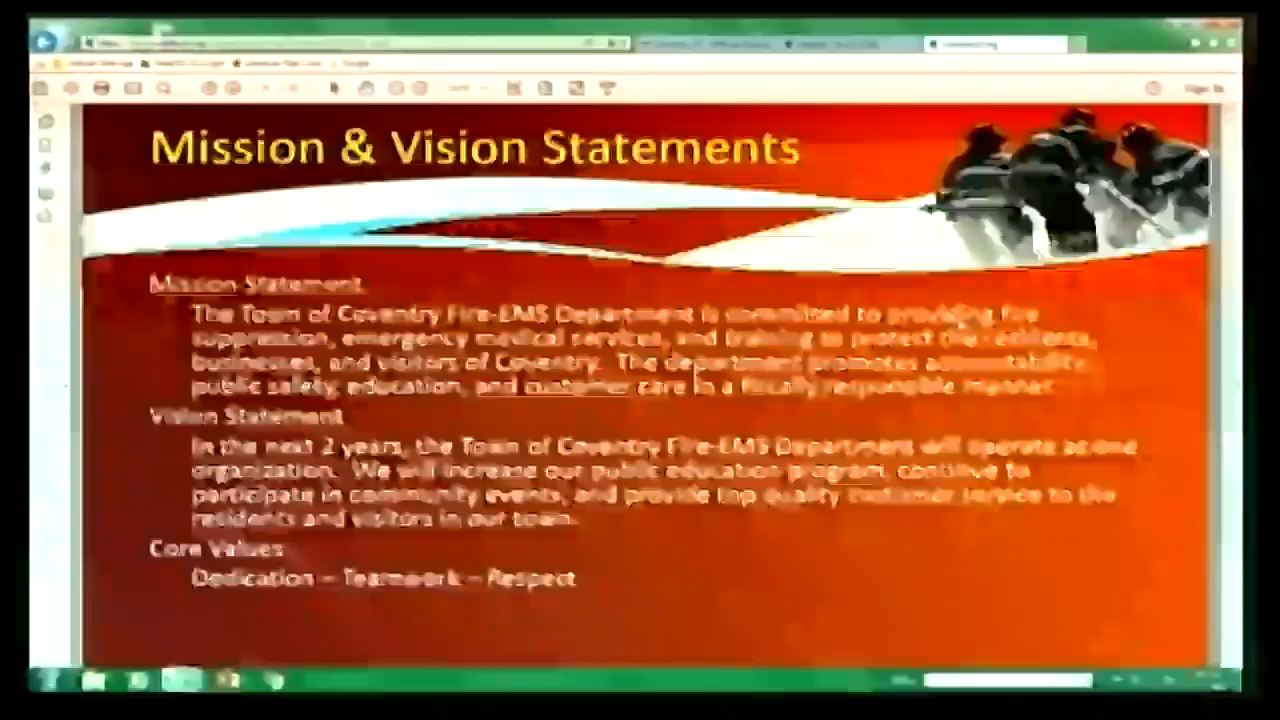 Mission & Vision Statements
Mission Statement
The Town of Coventry Fire-EMS Department is committed to providing fire
suppression, emergency medical services, and training to protect the residents,
businesses, and visitors of Coventry. The department promotes accountability,
public safety, education, and customer care in a fiscally responsible manner.
Vision Statement
In the next 2 years, the Town of Coventry Fire-EMS Department will operate as one
organization. We will increase our public education program, continue to
participate in community events, and provide top quality customer service to the
residents and visitors in our town.
Core Values
Dedication – Teamwork – Respect